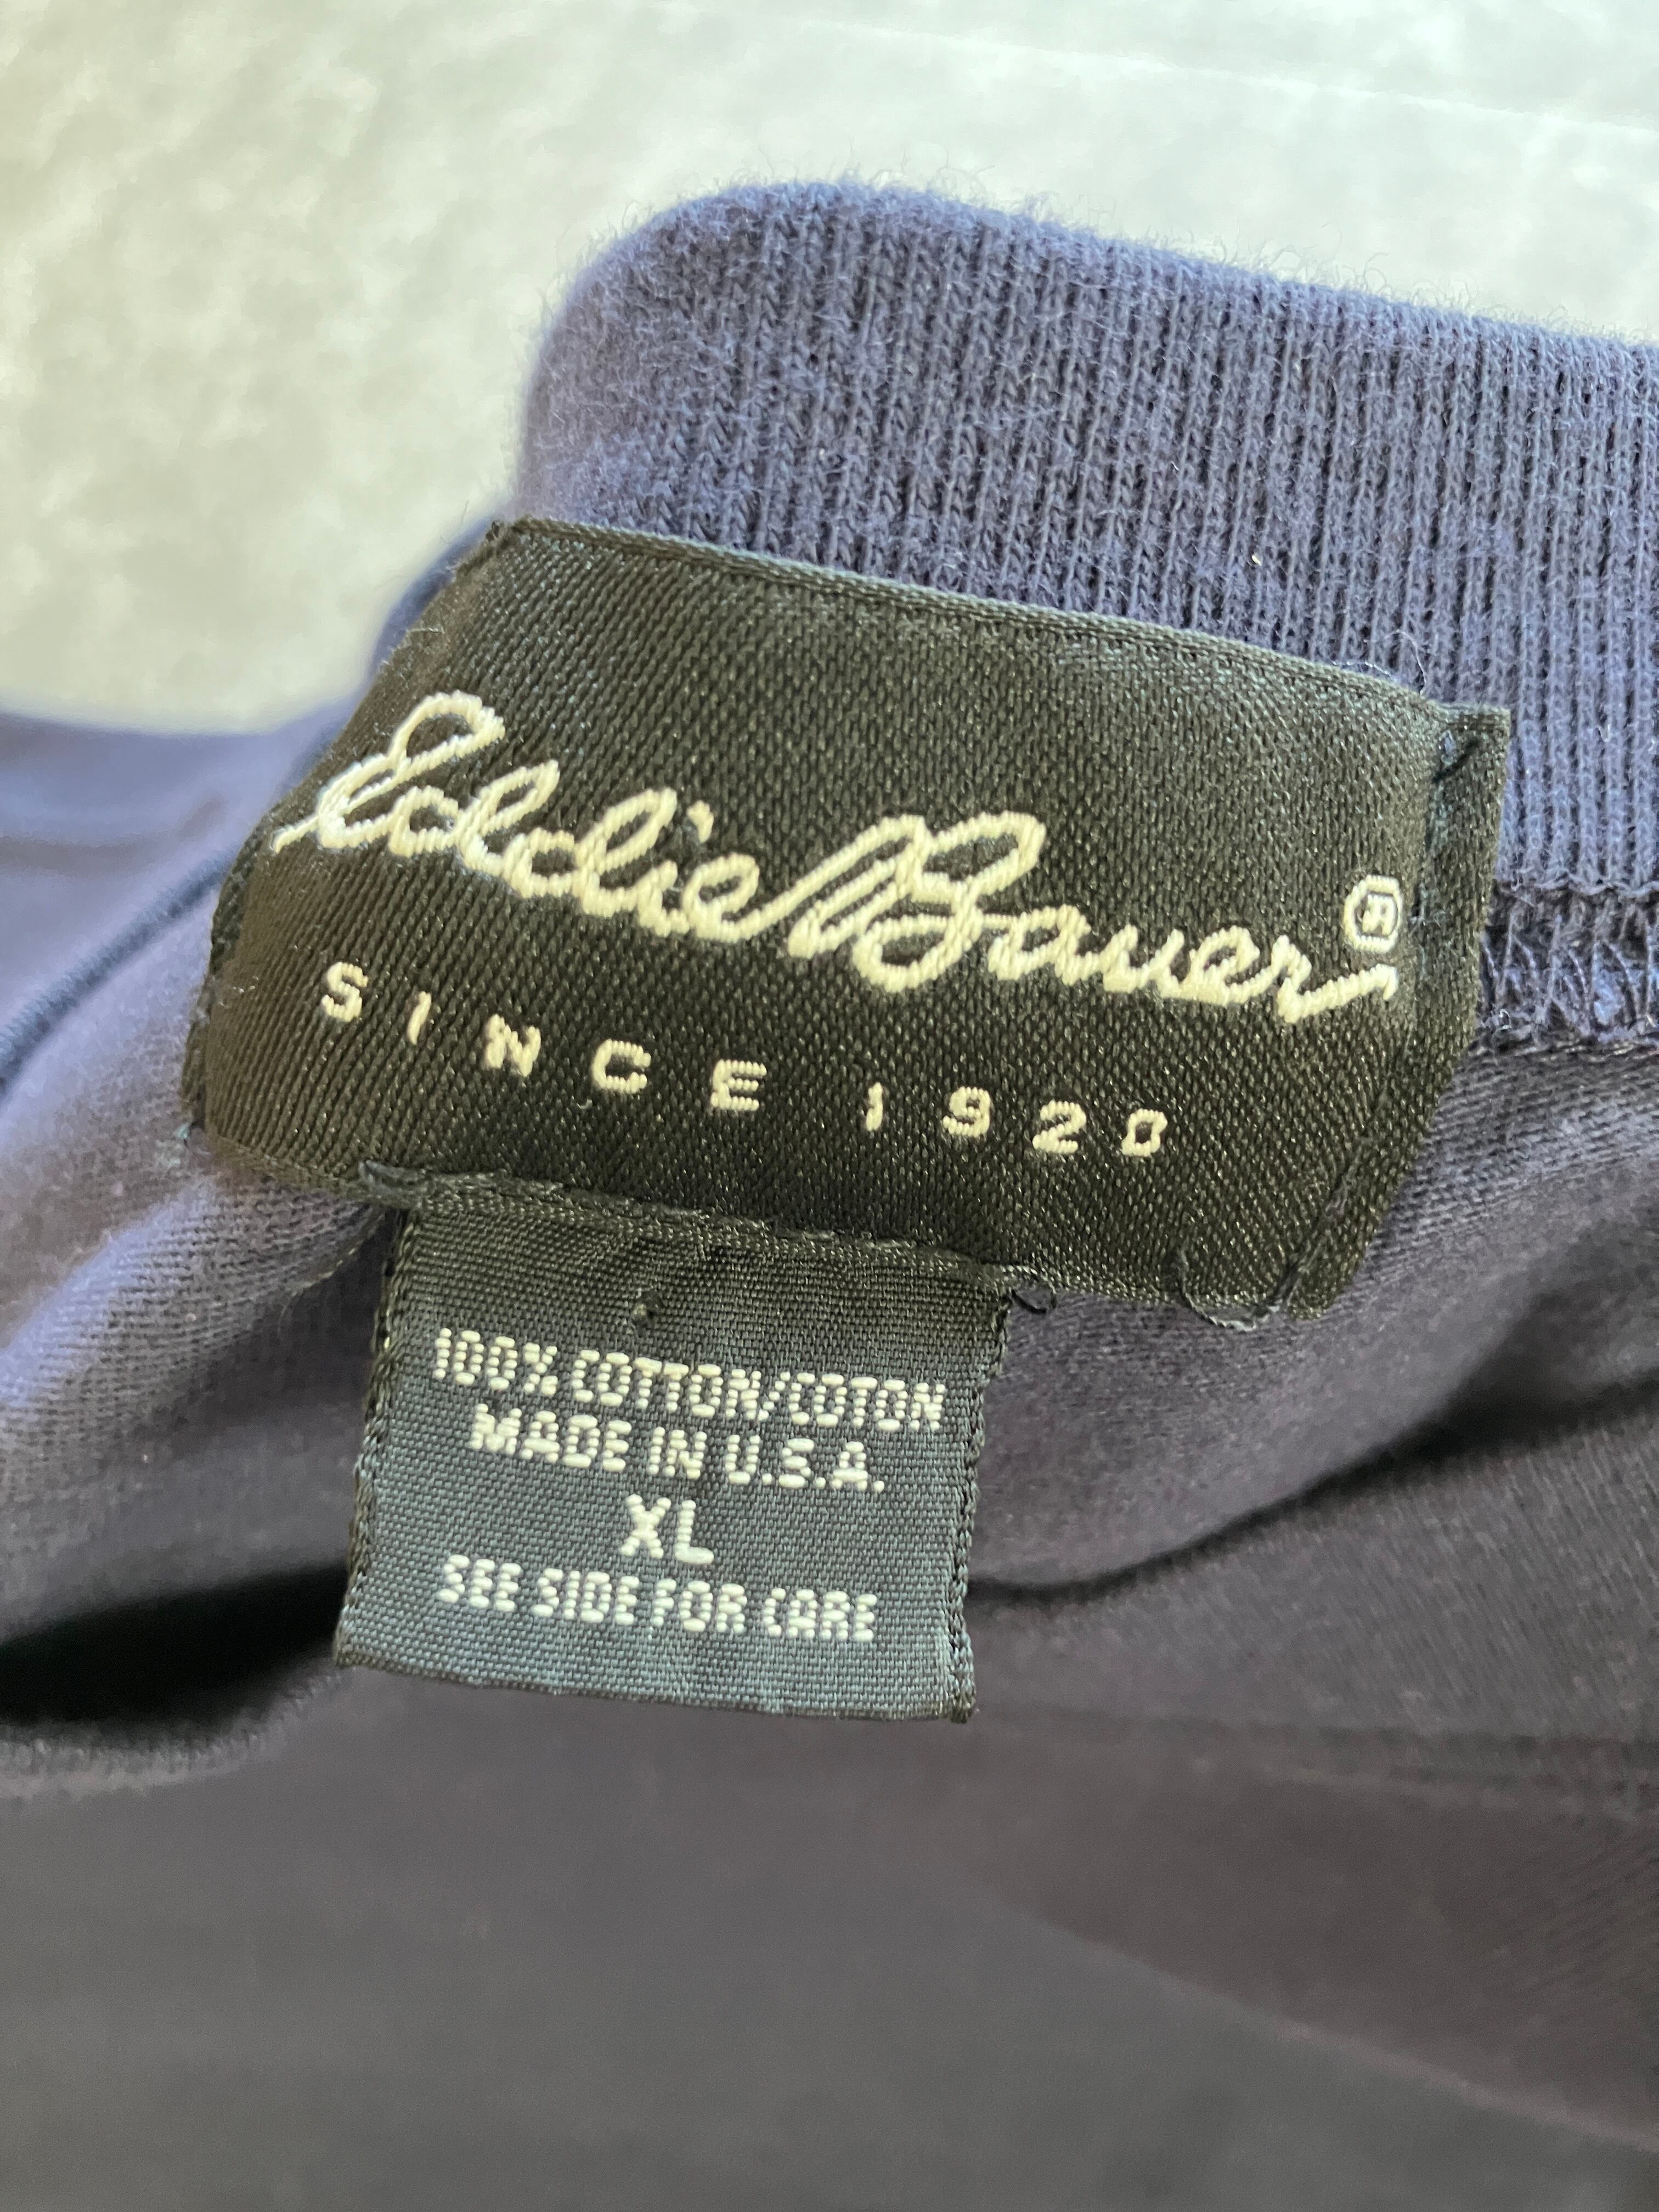 Eddie Bauer®
SINCE 1920
100% COTTON/COTON
MADE IN U.S.A.
XL
SEE SIDE FOR CARE